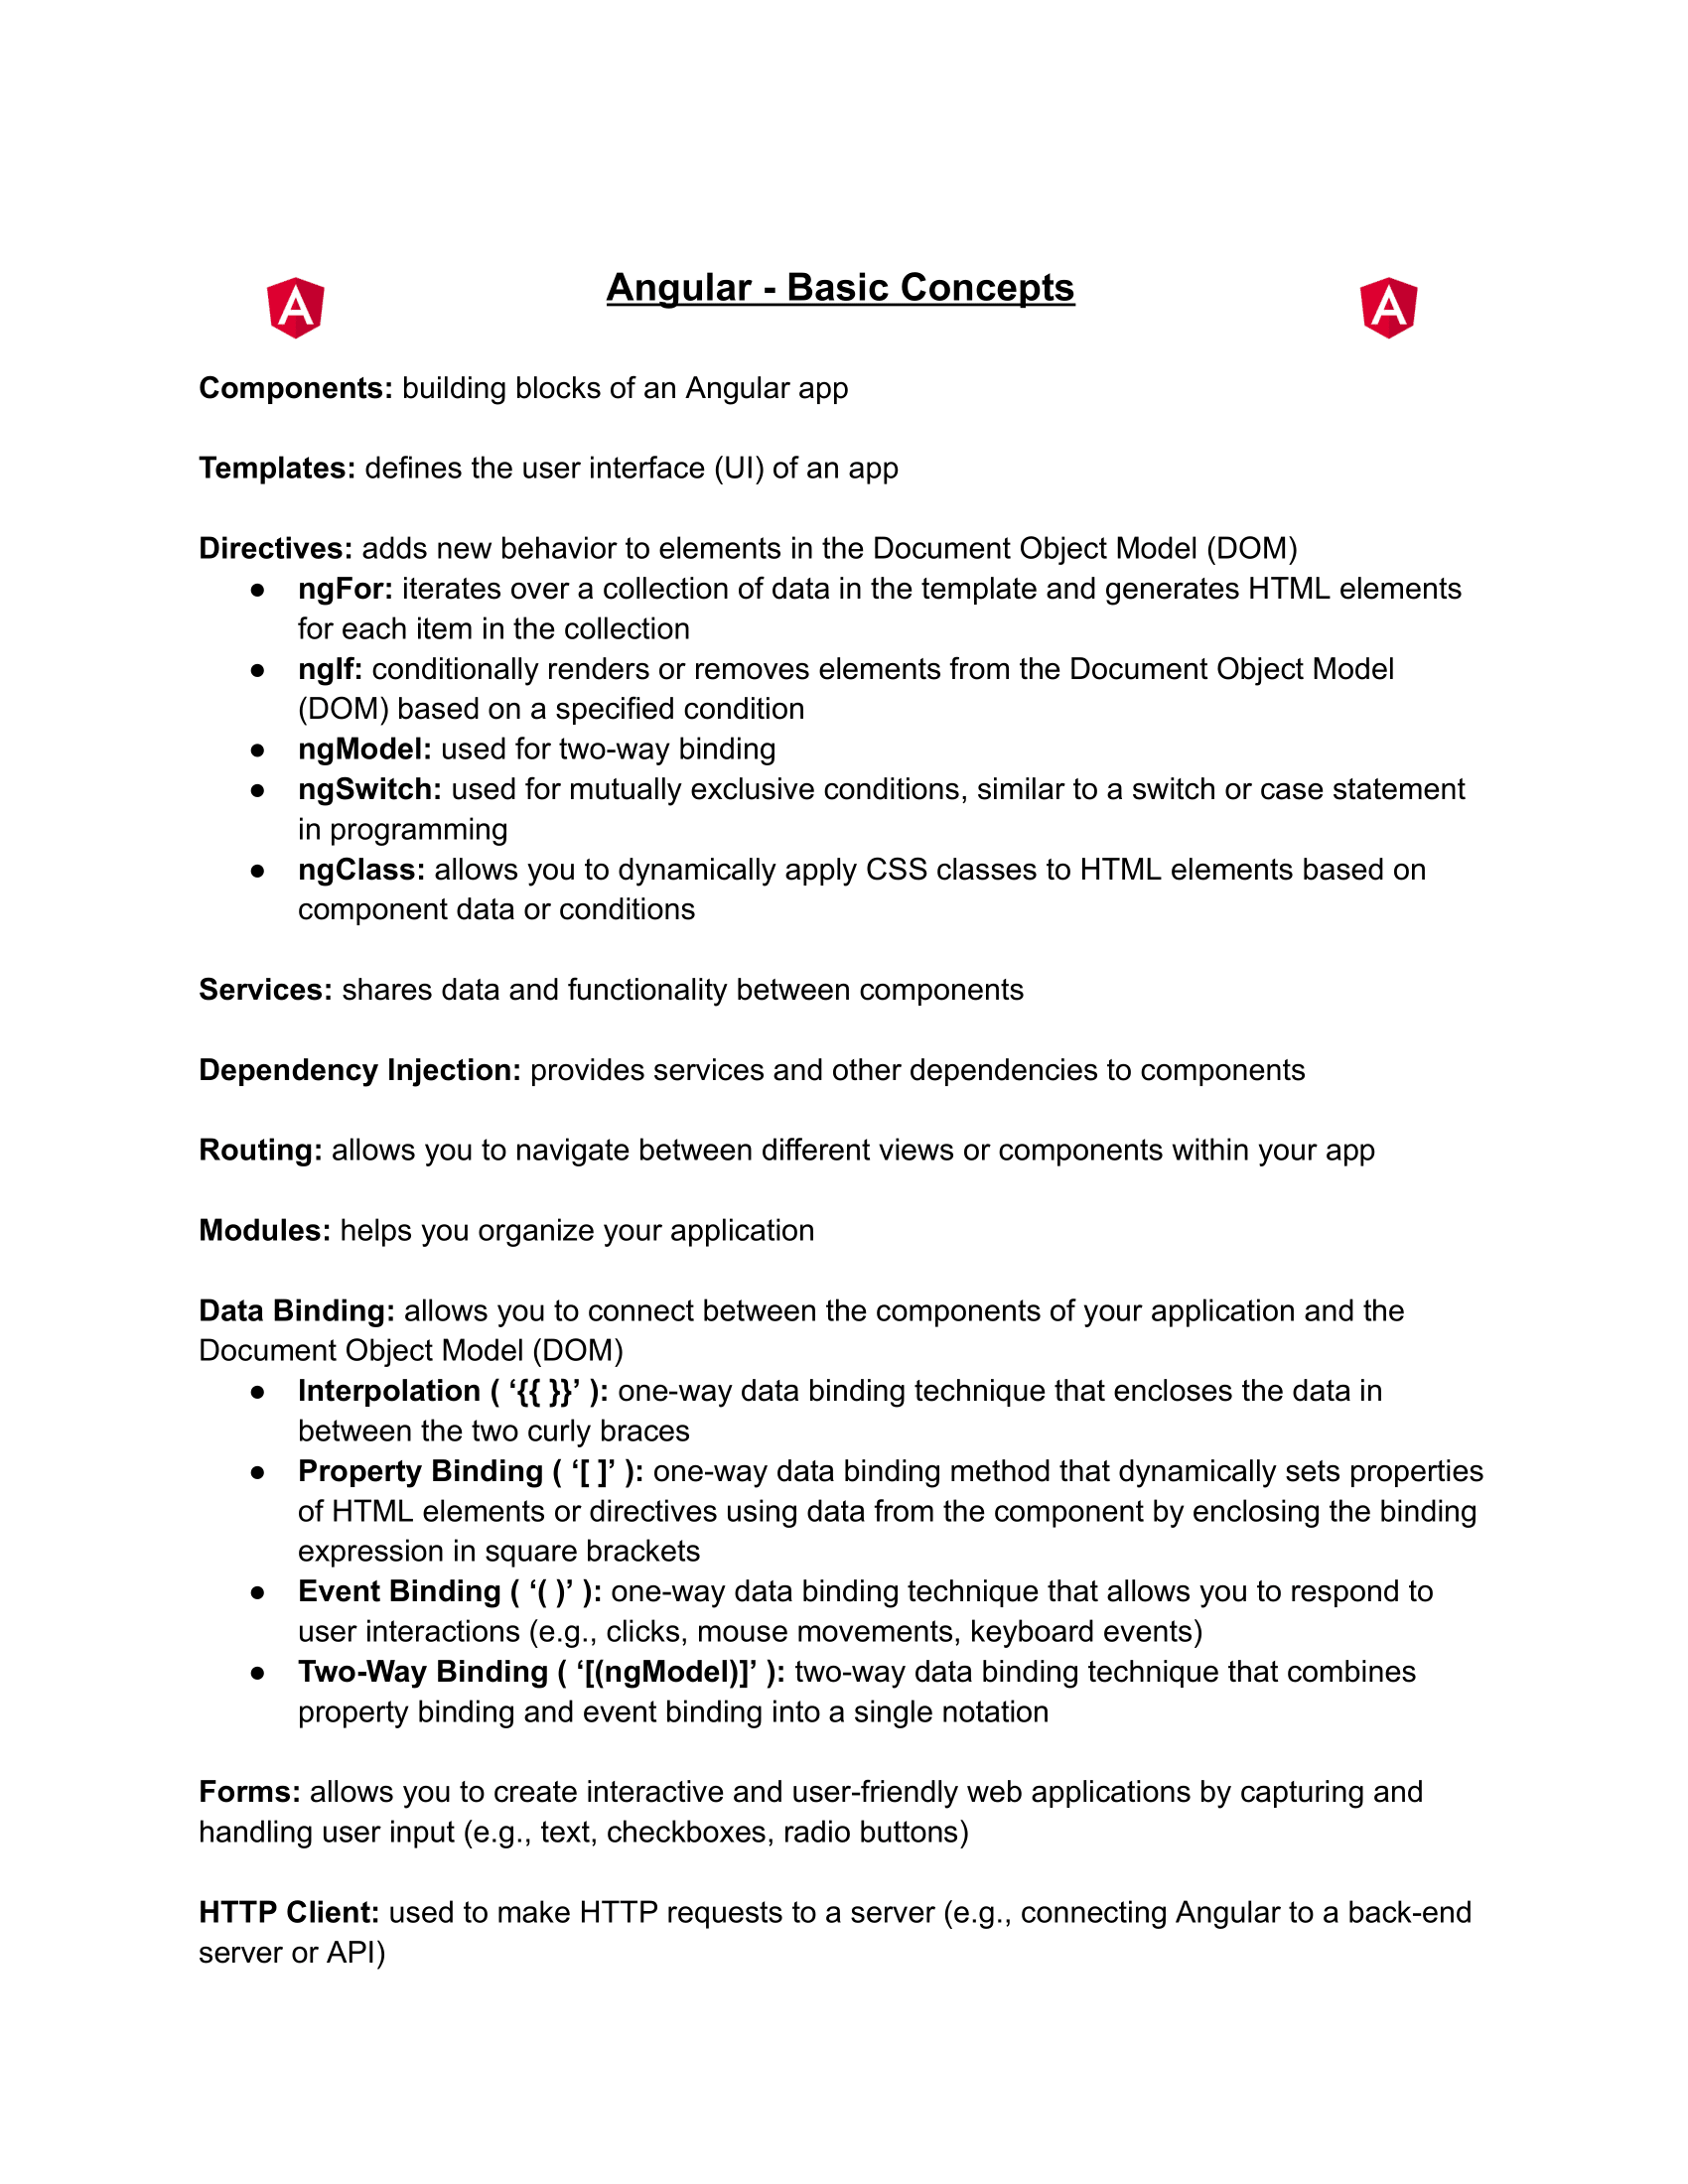 Angular - Basic Concepts
Components: building blocks of an Angular app
Templates: defines the user interface (UI) of an app
Directives: adds new behavior to elements in the Document Object Model (DOM)
● ngFor: iterates over a collection of data in the template and generates HTML elements
for each item in the collection
● ngIf: conditionally renders or removes elements from the Document Object Model
(DOM) based on a specified condition
● ngModel: used for two-way binding
● ngSwitch: used for mutually exclusive conditions, similar to a switch or case statement
in programming
● ngClass: allows you to dynamically apply CSS classes to HTML elements based on
component data or conditions
Services: shares data and functionality between components
Dependency Injection: provides services and other dependencies to components
Routing: allows you to navigate between different views or components within your app
Modules: helps you organize your application
Data Binding: allows you to connect between the components of your application and the
Document Object Model (DOM)
● Interpolation ( ‘{{ }}’ ): one-way data binding technique that encloses the data in
between the two curly braces
● Property Binding ( ‘[ ]’ ): one-way data binding method that dynamically sets properties
of HTML elements or directives using data from the component by enclosing the binding
expression in square brackets
● Event Binding ( ‘( )’ ): one-way data binding technique that allows you to respond to
user interactions (e.g., clicks, mouse movements, keyboard events)
● Two-Way Binding ( ‘[(ngModel)]’ ): two-way data binding technique that combines
property binding and event binding into a single notation
Forms: allows you to create interactive and user-friendly web applications by capturing and
handling user input (e.g., text, checkboxes, radio buttons)
HTTP Client: used to make HTTP requests to a server (e.g., connecting Angular to a back-end
server or API)